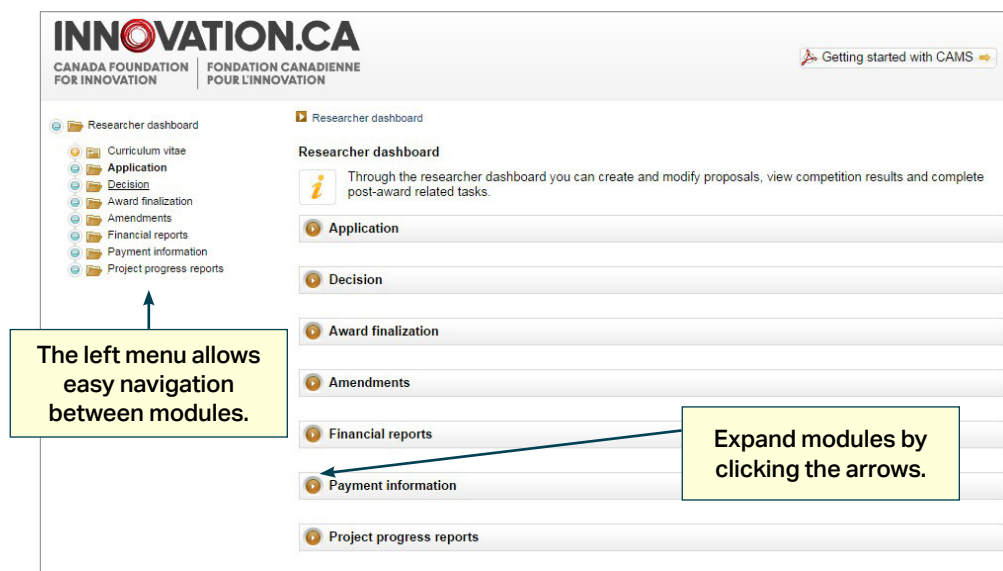 INNOVATION.CA
CANADA FOUNDATION
FOR INNOVATION
FONDATION CANADIENNE
POUR L'INNOVATION
Getting started with CAMS
Researcher dashboard
Curriculum vitae
Application
Decision
Award finalization
Amendments
Financial reports
Payment information
Project progress reports
The left menu allows
easy navigation
between modules.
Researcher dashboard
Researcher dashboard
Through the researcher dashboard you can create and modify proposals, view competition results and complete
post-award related tasks.
Application
Decision
Award finalization
Amendments
Financial reports
Payment information
Project progress reports
Expand modules by
clicking the arrows.